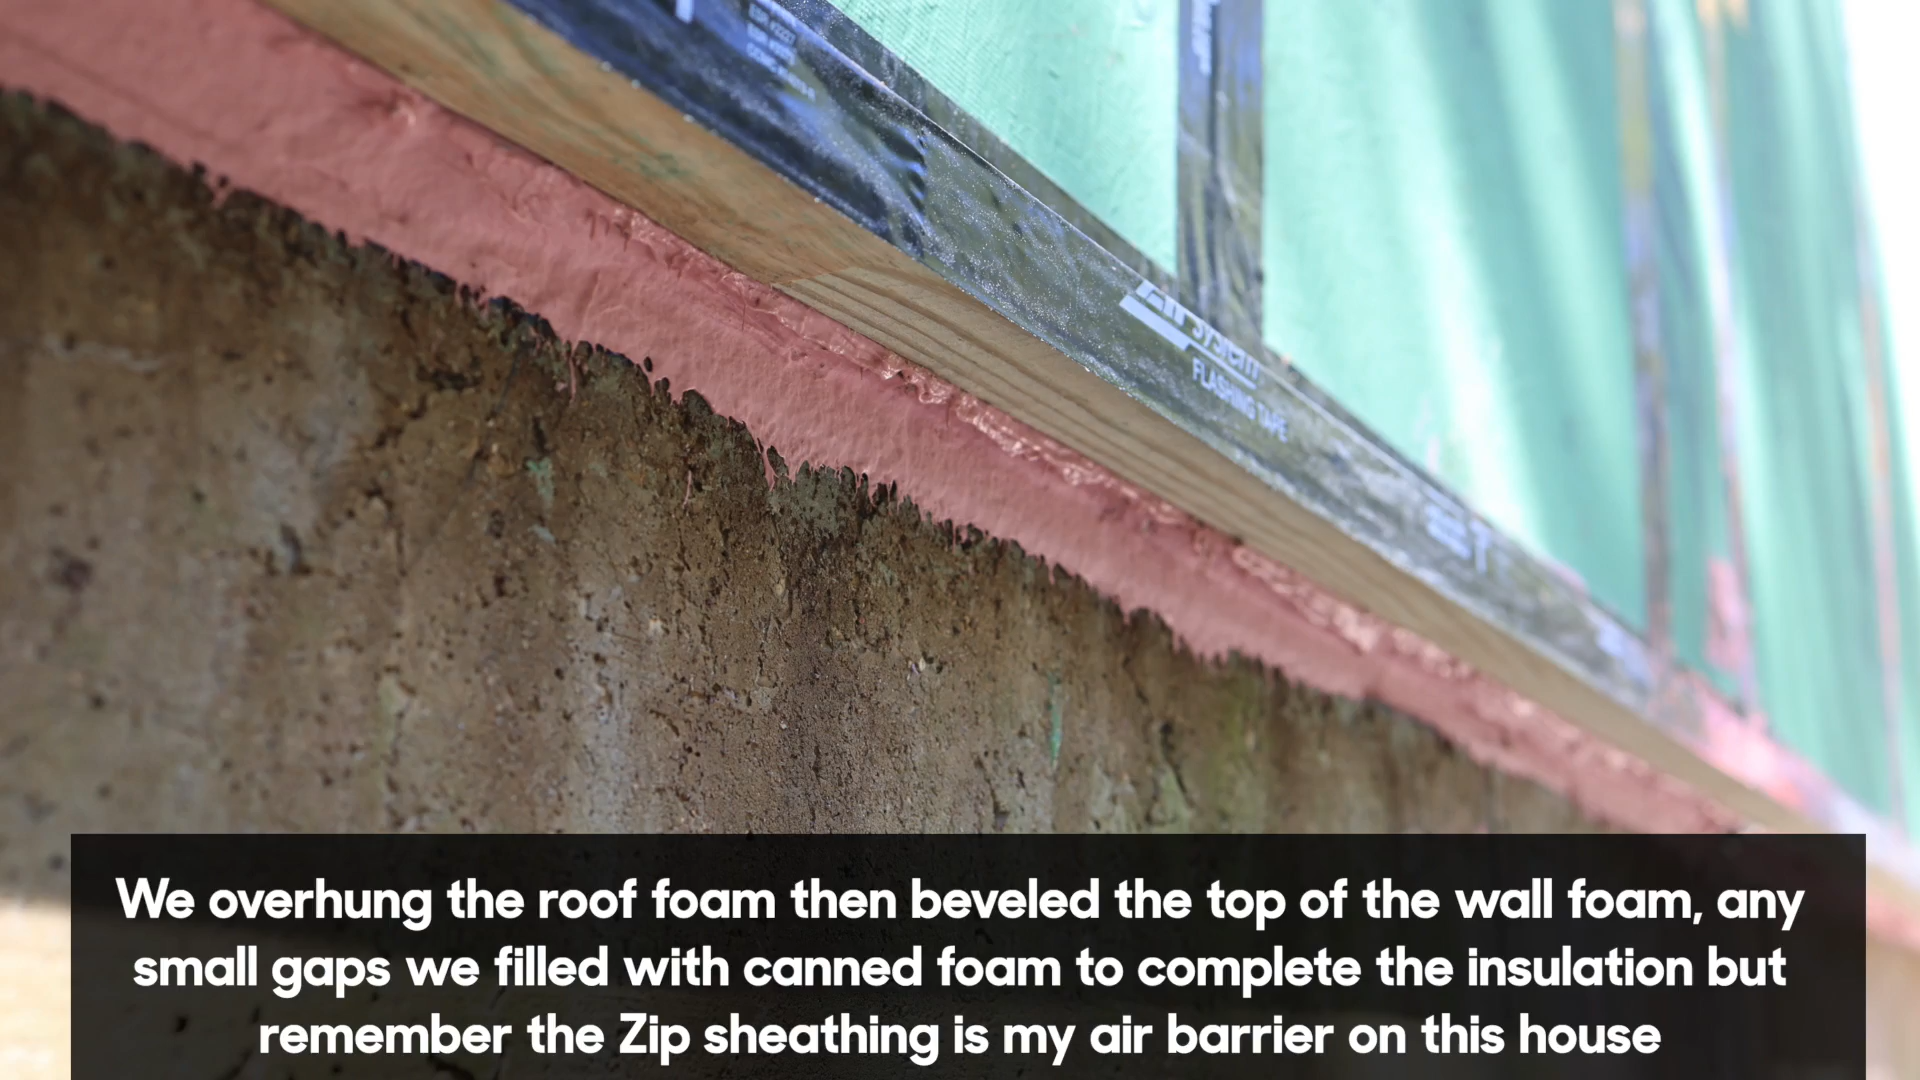 System
FLASHING TAPE
We overhung the roof foam then beveled the top of the wall foam, any
small gaps we filled with canned foam to complete the insulation but
remember the Zip sheathing is my air barrier on this house